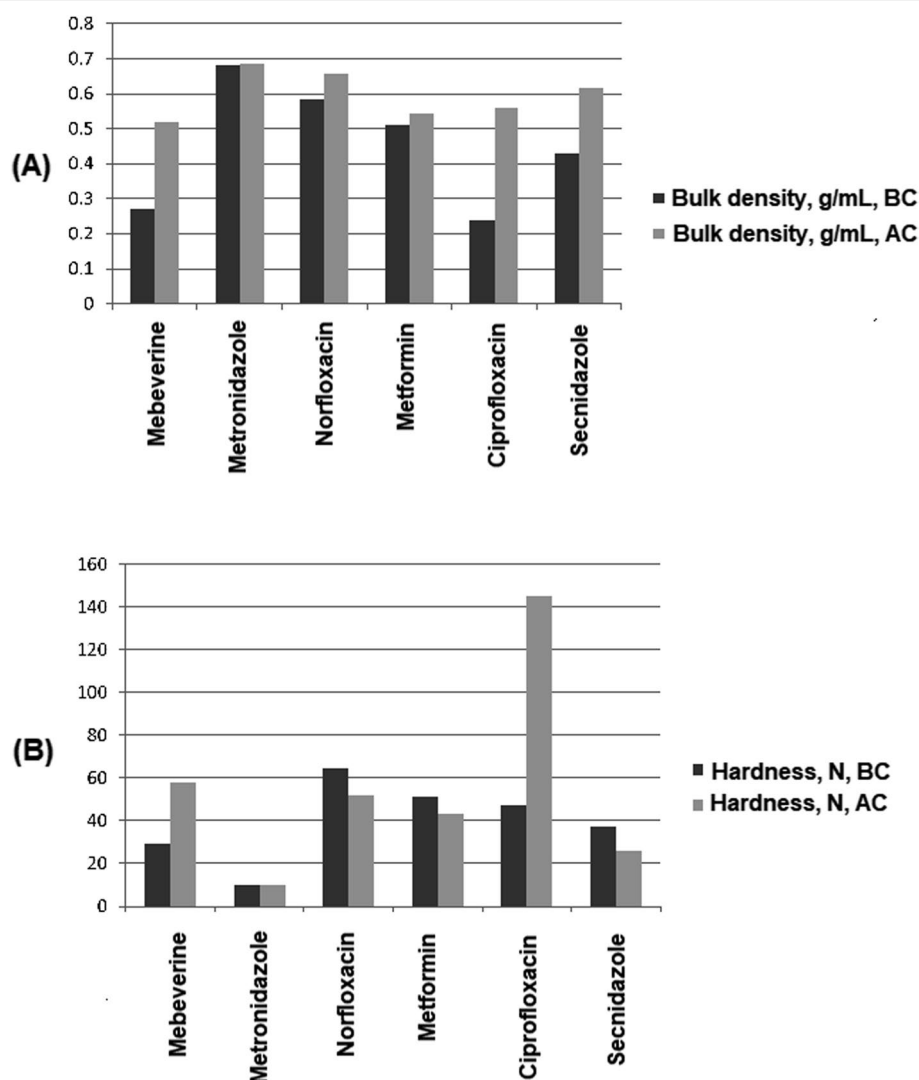 0.8
0.7
0.6
0.5
0.4
0.3
0.2
0.1
0
(A)
Bulk density, g/mL, BC
Bulk density, g/mL, AC
Mebeverine
Metronidazole
Norfloxacin
Metformin
Ciprofloxacin
Secnidazole
160
140
120
100
80
60
40
20
0
(B)
Hardness, N, BC
Hardness, N, AC
Mebeverine
Metronidazole
Norfloxacin
Metformin
Ciprofloxacin
Secnidazole